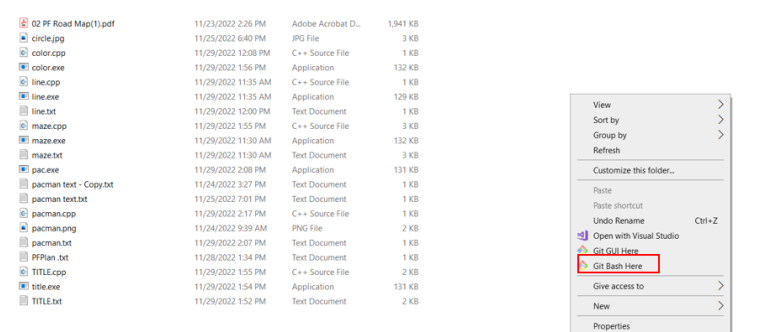 02 PF Road Map(1).pdf 11/23/2022 2:26 PM Adobe Acrobat D... 1,941 KB
circle.jpg 11/25/2022 6:40 PM JPG File 3 KB
color.cpp 11/29/2022 12:08 PM C++ Source File 1 KB
color.exe 11/29/2022 1:56 PM Application 132 KB
line.cpp 11/29/2022 11:35 AM C++ Source File 1 KB
line.exe 11/29/2022 11:35 AM Application 129 KB
line.txt 11/29/2022 12:00 PM Text Document 1 KB
maze.cpp 11/29/2022 1:55 PM C++ Source File 3 KB
maze.exe 11/29/2022 11:30 AM Application 132 KB
maze.txt 11/29/2022 11:30 AM Text Document 3 KB
pac.exe 11/29/2022 2:08 PM Application 131 KB
pacman text - Copy.txt 11/24/2022 3:27 PM Text Document 1 KB
pacman text.txt 11/25/2022 7:01 PM Text Document 1 KB
pacman.cpp 11/29/2022 2:17 PM C++ Source File 1 KB
pacman.png 11/24/2022 9:39 AM PNG File 2 KB
pacman.txt 11/29/2022 2:07 PM Text Document 1 KB
PFPlan .txt 11/28/2022 1:34 PM Text Document 1 KB
TITLE.cpp 11/29/2022 1:55 PM C++ Source File 2 KB
title.exe 11/29/2022 1:54 PM Application 131 KB
TITLE.txt 11/29/2022 1:52 PM Text Document 2 KB
View
Sort by
Group by
Refresh
Customize this folder...
Paste
Paste shortcut
Undo Rename Ctrl+Z
Open with Visual Studio
Git GUI Here
Git Bash Here
Give access to
New
Properties